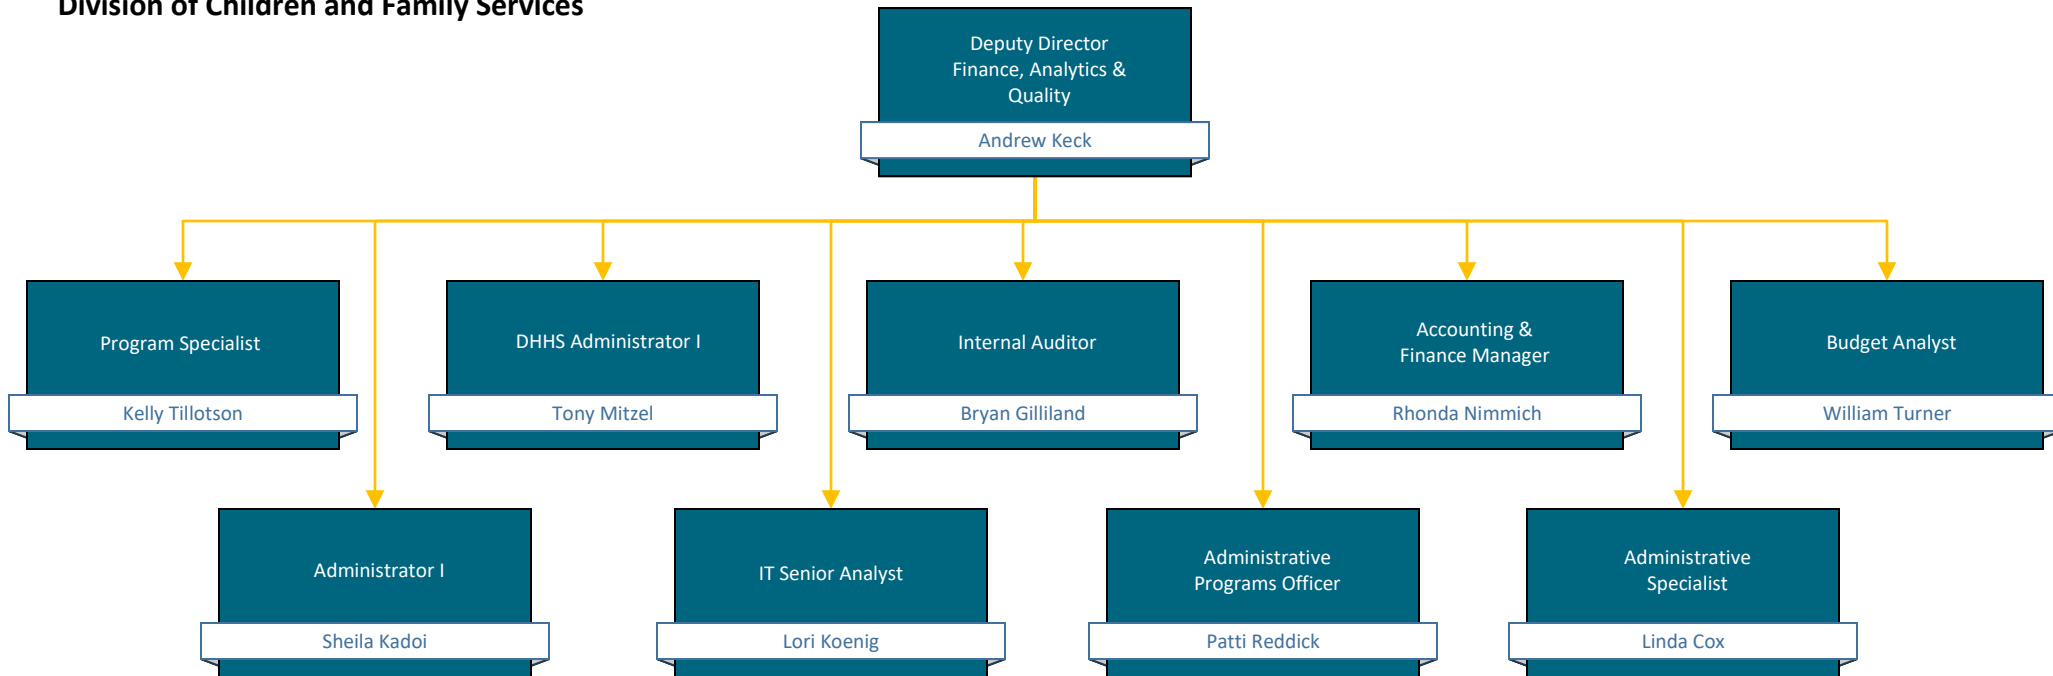 Division of Children and Family Services
Deputy Director
Finance, Analytics &
Quality
Andrew Keck
Program Specialist
Kelly Tillotson
DHHS Administrator I
Tony Mitzel
Internal Auditor
Bryan Gilliland
Accounting &
Finance Manager
Rhonda Nimmich
Budget Analyst
William Turner
Administrator I
Sheila Kadoi
IT Senior Analyst
Lori Koenig
Administrative
Programs Officer
Patti Reddick
Administrative
Specialist
Linda Cox